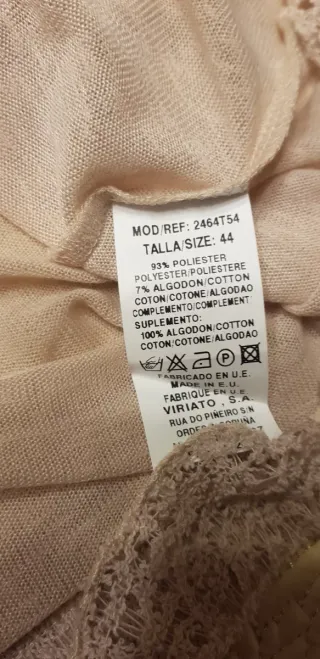 MOD/REF: 2464T54
TALLA/SIZE: 44
93% POLIESTER
POLYESTER/POLIESTERE
7% ALGODON/COTTON
COTON/COTONE/ALGODAO
COMPLEMENTO/COMPLEMENT
SUPLEMENTO:
100% ALGODON/COTTON
COTON/COTONE/ALGODAO
P
FABRICADO EN U.E.
MADE IN E.U.
FABRIQUE EN U.E
VIRIATO , S.A.
RUA DO PIÑEIRO S/N